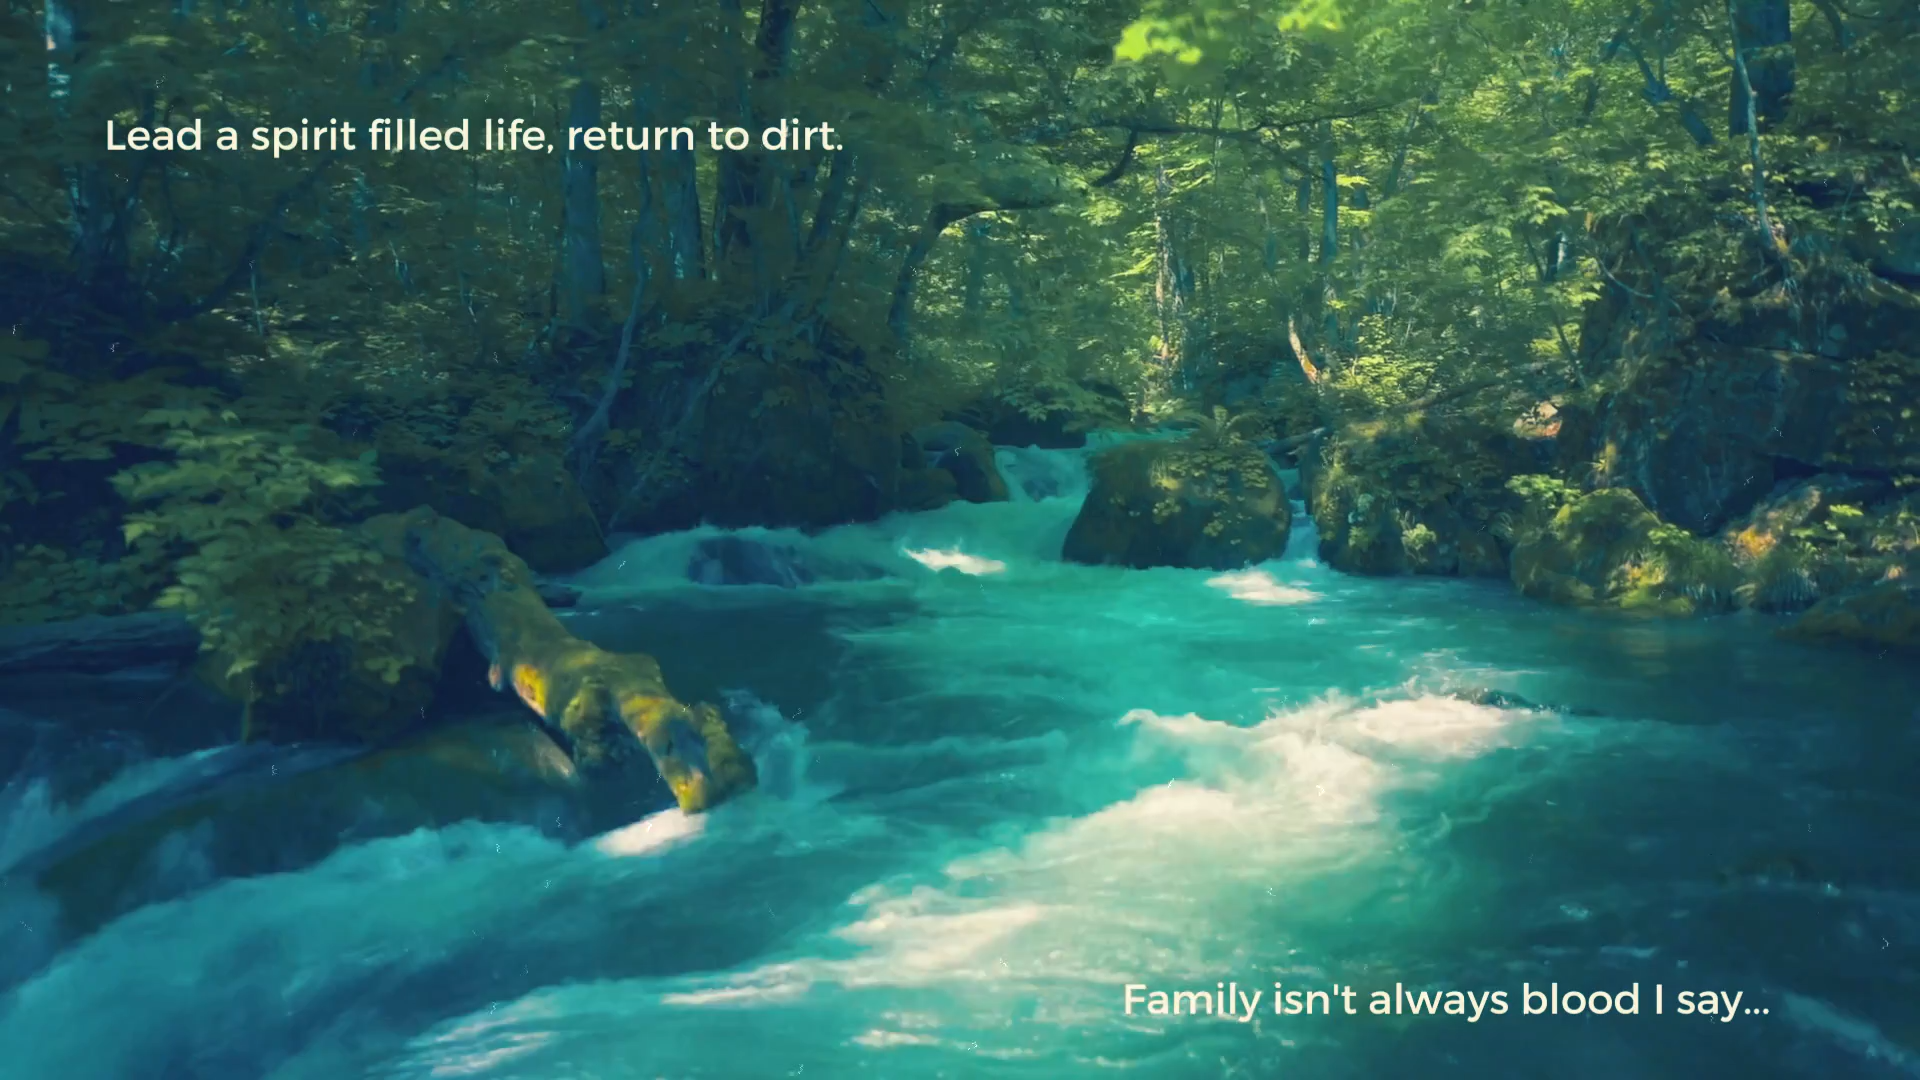 Lead a spirit filled life, return to dirt.
Family isn't always blood I say...